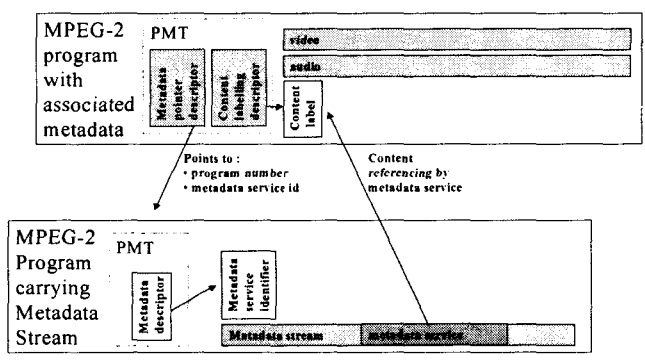 MPEG-2
program
with
associated
metadata
PMT
Metadata
pointer
descriptor
Content
labelling
descriptor
video
audio
Content
label
Points to :
• program number
• metadata service id
Content
referencing by
metadata service
MPEG-2
Program
carrying
Metadata
Stream
PMT
Metadata
descriptor
Metadata
service
identifier
Metadata stream
metadata service